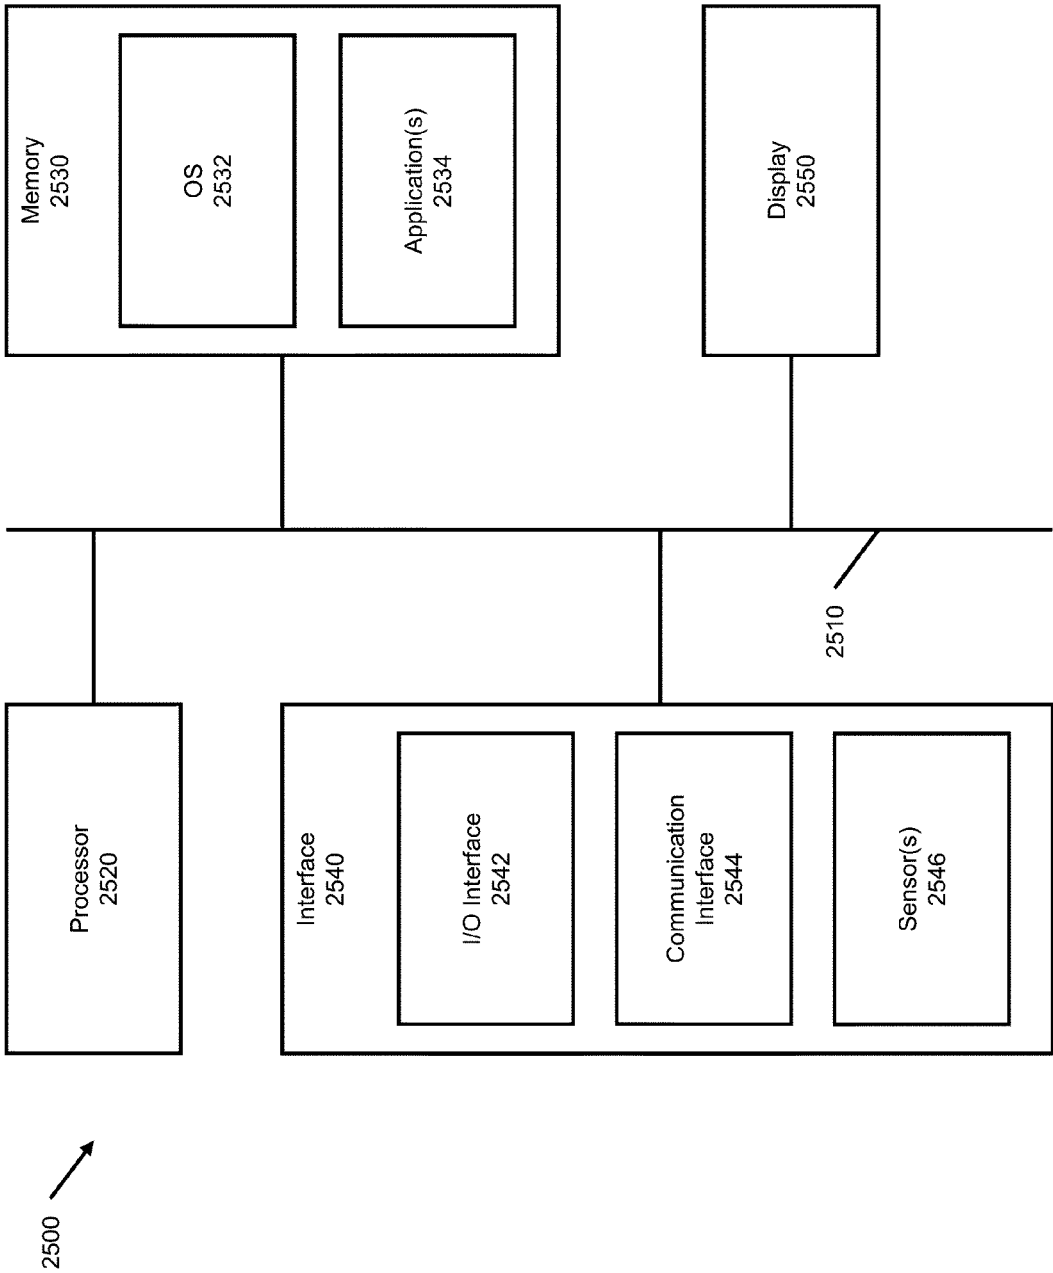 2500
Processor
2520
Memory
2530
OS
2532
Application(s)
2534
Interface
2540
I/O Interface
2542
Communication
Interface
2544
Sensor(s)
2546
Display
2550
2510